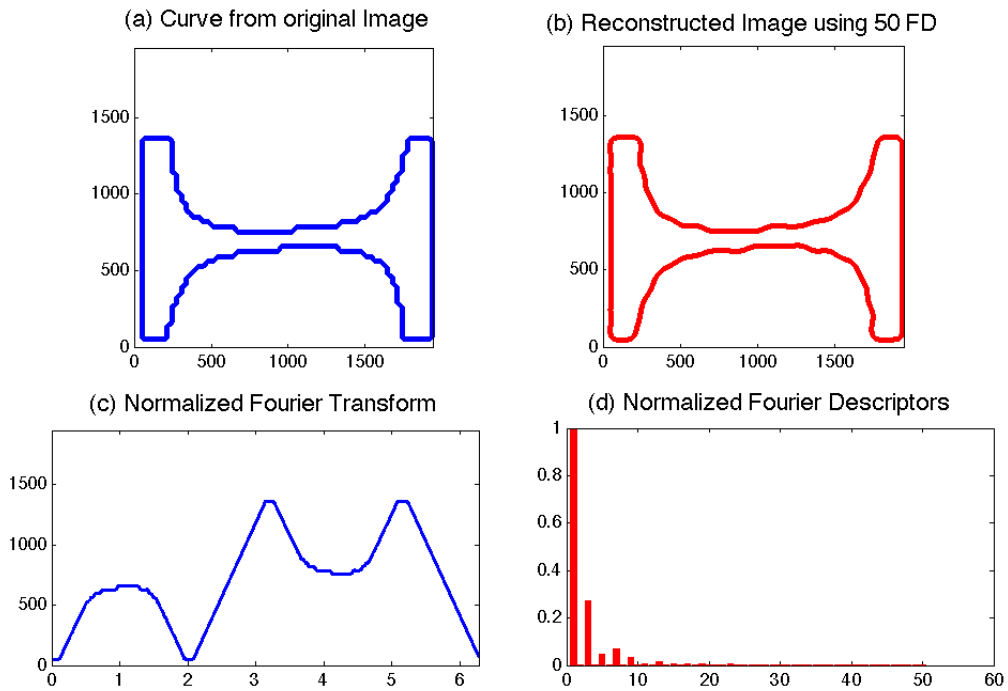 (a) Curve from original Image
1500
1000
500
0
500 1000 1500
(b) Reconstructed Image using 50 FD
1500
1000
500
0
500 1000 1500
(c) Normalized Fourier Transform
1500
1000
500
0
0 1 2 3 4 5 6
(d) Normalized Fourier Descriptors
1
0.8
0.6
0.4
0.2
0
0 10 20 30 40 50 60